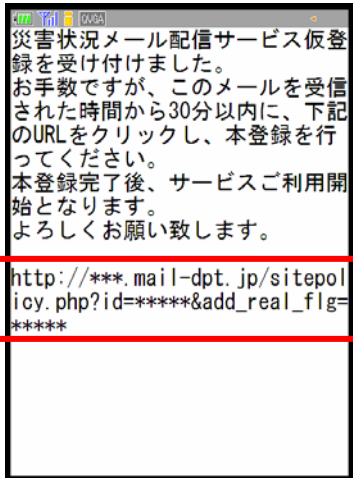 QVGA
災害状況メール配信サービス仮登
録を受け付けました。
お手数ですが、このメールを受信
された時間から30分以内に、下記
のURLをクリックし、本登録を行
ってください。
本登録完了後、サービスご利用開
始となります。
よろしくお願い致します。
http://***.mail-dpt.jp/sitepol
icy.php?id=*****&add_real_flg=
*****